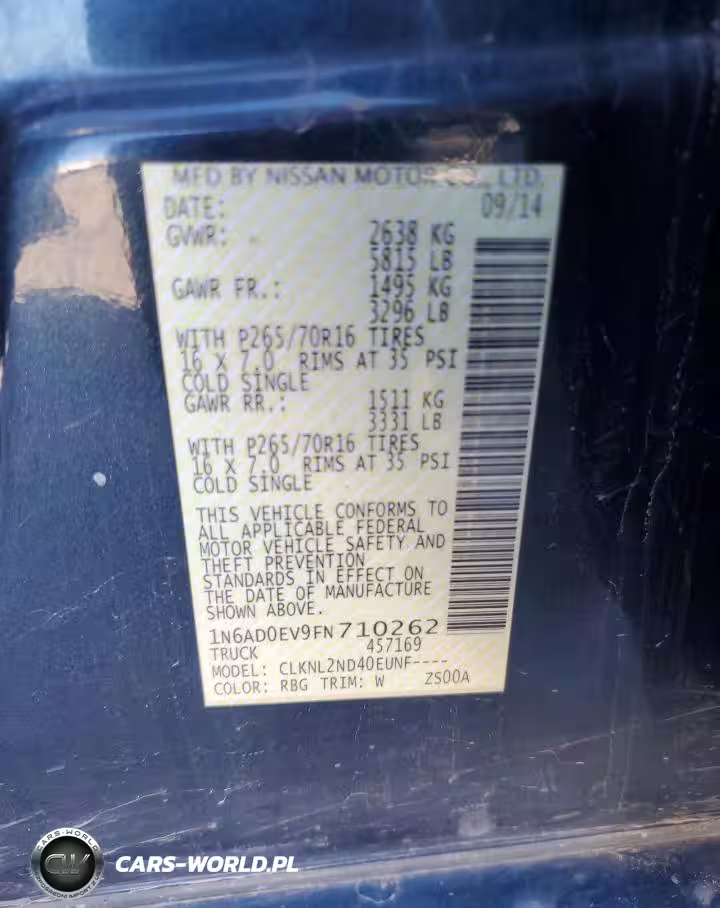 MFD BY NISSAN MOTOR CO., LTD.
DATE: 09/14
GVWR: 2638 KG
5815 LB
GAWR FR.: 1495 KG
3296 LB
WITH P265/70R16 TIRES
16 X 7.0 RIMS AT 35 PSI
COLD SINGLE
GAWR RR.: 1511 KG
3331 LB
WITH P265/70R16 TIRES
16 X 7.0 RIMS AT 35 PSI
COLD SINGLE
THIS VEHICLE CONFORMS TO
ALL APPLICABLE FEDERAL
MOTOR VEHICLE SAFETY AND
THEFT PREVENTION
STANDARDS IN EFFECT ON
THE DATE OF MANUFACTURE
SHOWN ABOVE.
1N6AD0EV9FN710262
TRUCK 457169
MODEL: CLKNL2ND40EUNF----
COLOR: RBG TRIM: W ZS00A
CARS-WORLD
CW
CARS-WORLD.PL